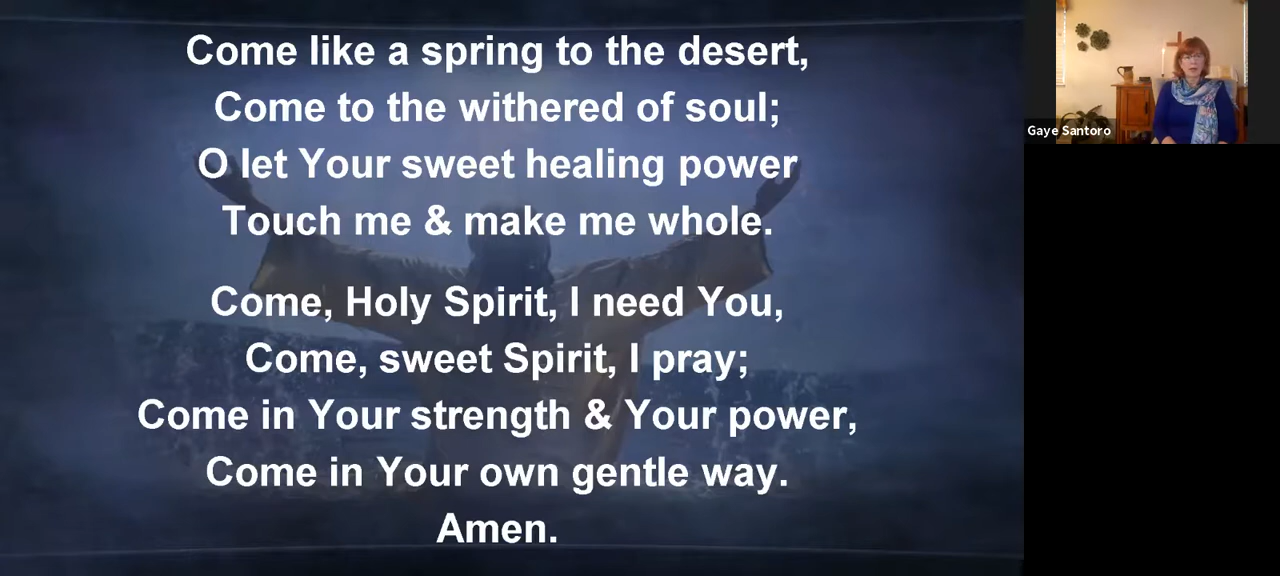 Come like a spring to the desert,
Come to the withered of soul;
O let Your sweet healing power
Touch me & make me whole.
Come, Holy Spirit, I need You,
Come, sweet Spirit, I pray;
Come in Your strength & Your power,
Come in Your own gentle way.
Amen.
Gaye Santoro